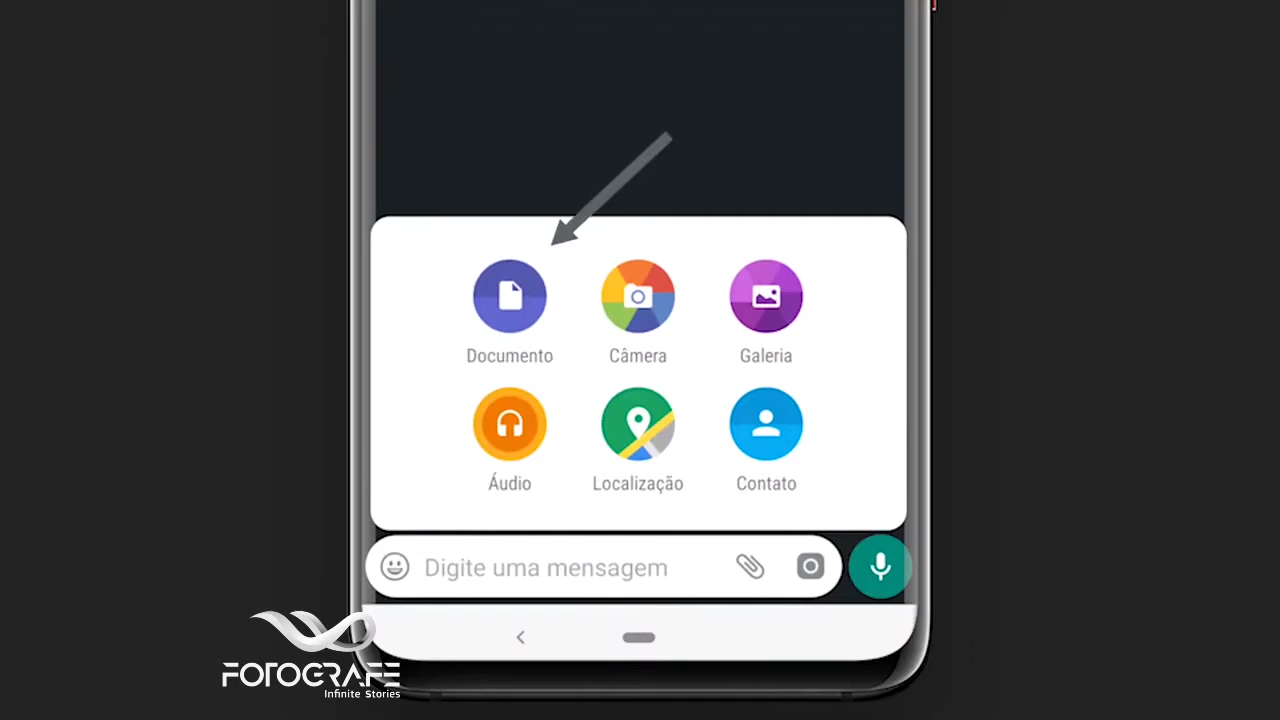 Documento
Câmera
Galeria
Áudio
Localização
Contato
Digite uma mensagem
FOTOGRAFE
Infinite Stories